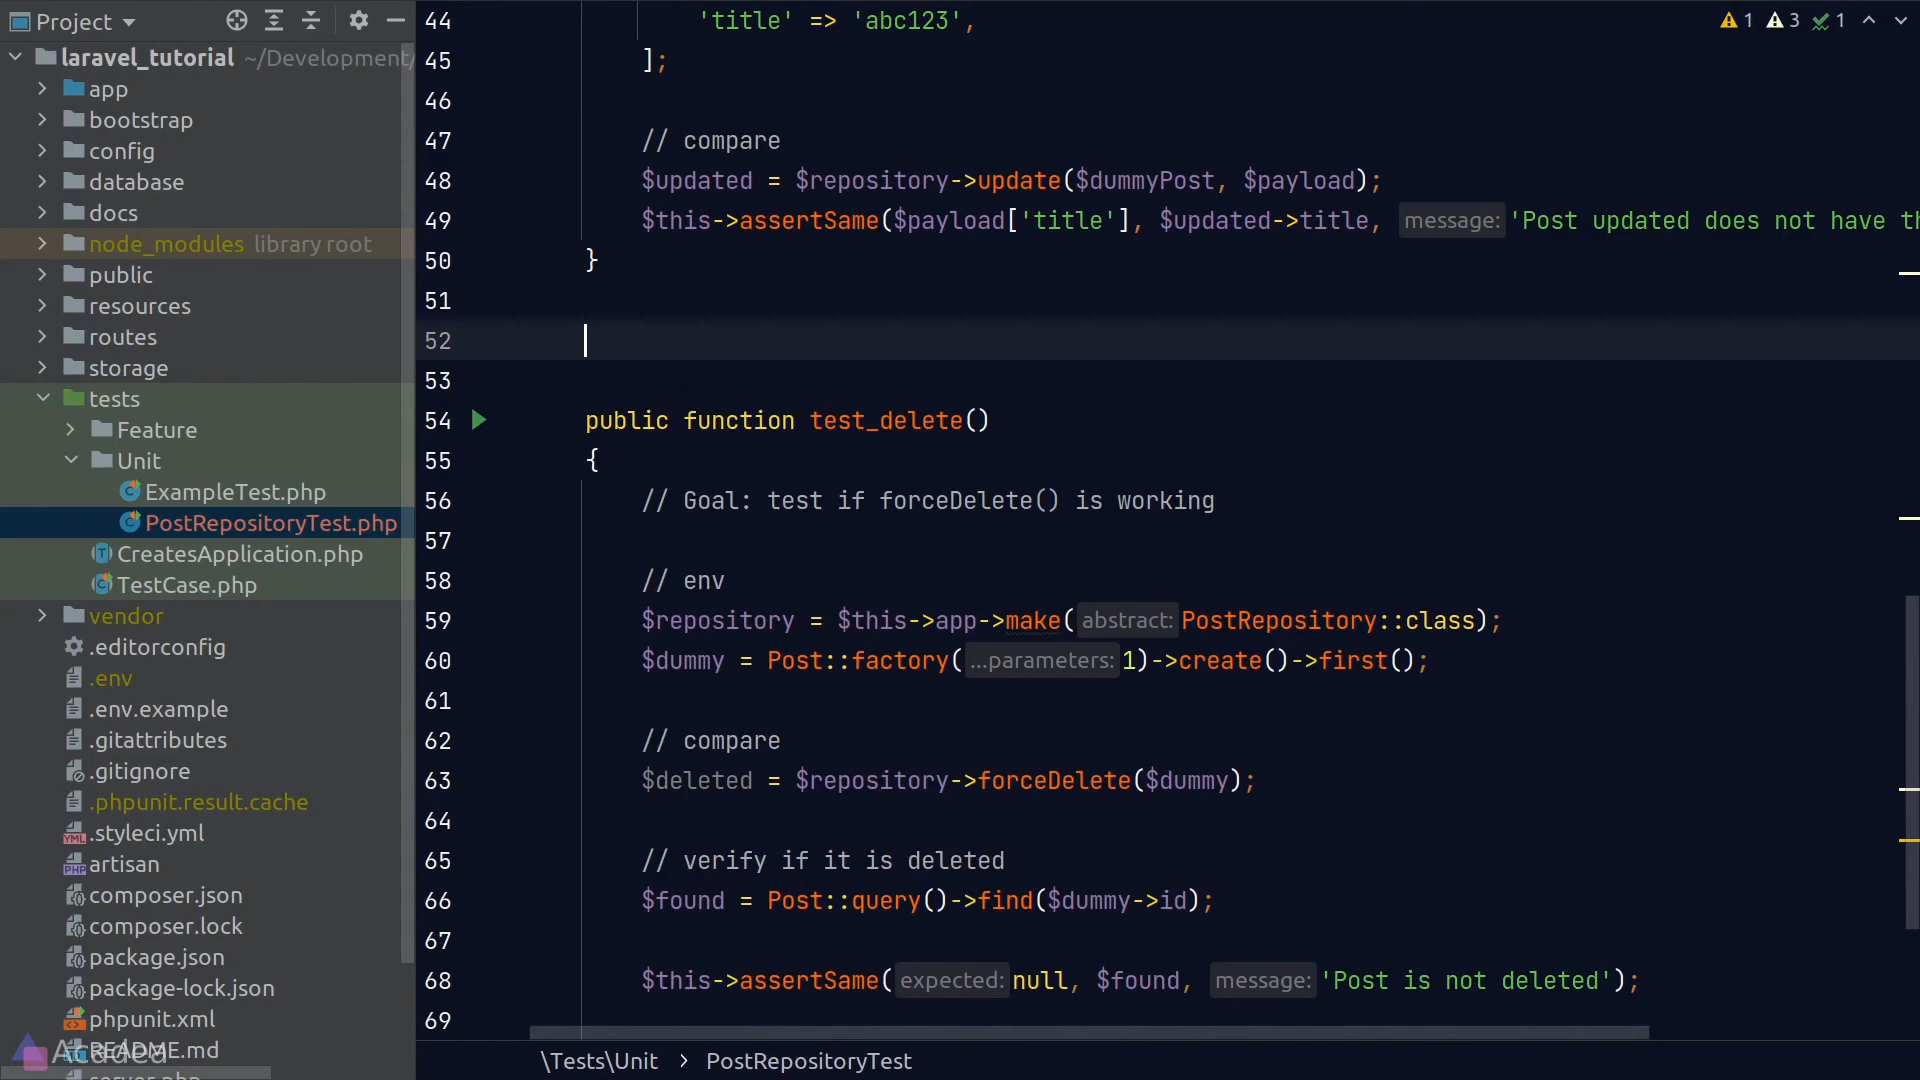 Project
laravel_tutorial ~/Development/
app
bootstrap
config
database
docs
node_modules library root
public
resources
routes
storage
tests
Feature
Unit
ExampleTest.php
PostRepositoryTest.php
CreatesApplication.php
TestCase.php
vendor
.editorconfig
.env
.env.example
.gitattributes
.gitignore
.phpunit.result.cache
.styleci.yml
artisan
composer.json
composer.lock
package.json
package-lock.json
phpunit.xml
README.md
server.php
Acadea
1 3 1
44 'title' => 'abc123',
45 ];
46
47 // compare
48 $updated = $repository->update($dummyPost, $payload);
49 $this->assertSame($payload['title'], $updated->title, message: 'Post updated does not have th
50 }
51
52
53
54 public function test_delete()
55 {
56 // Goal: test if forceDelete() is working
57
58 // env
59 $repository = $this->app->make( abstract: PostRepository::class);
60 $dummy = Post::factory( ...parameters: 1)->create()->first();
61
62 // compare
63 $deleted = $repository->forceDelete($dummy);
64
65 // verify if it is deleted
66 $found = Post::query()->find($dummy->id);
67
68 $this->assertSame( expected: null, $found, message: 'Post is not deleted');
69
\Tests\Unit > PostRepositoryTest